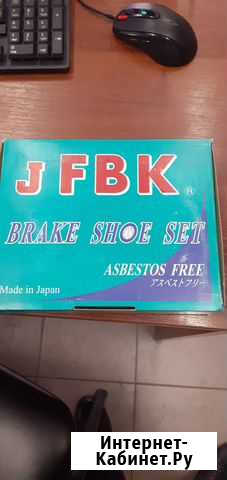 J FBK ®
BRAKE SHOE SET
ASBESTOS FREE
アスベストフリー
Made in Japan
Интернет-
Кабинет.Ру